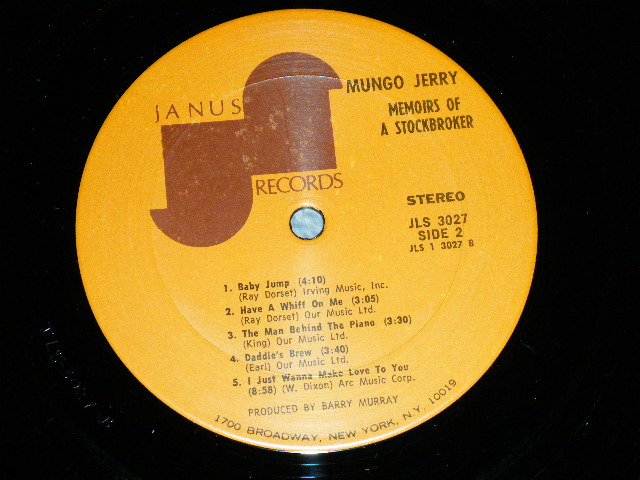 JANUS
RECORDS
MUNGO JERRY
MEMOIRS OF
A STOCKBROKER
STEREO
JLS 3027
SIDE 2
JLS 1 3027 B
1. Baby Jump (4:10)
(Ray Dorset) Irving Music, Inc.
2. Have A Whiff On Me (3:05)
(Ray Dorset) Our Music Ltd.
3. The Man Behind The Piano (3:30)
(King) Our Music Ltd.
4. Daddie's Brew (3:40)
(Earl) Our Music Ltd.
5. I Just Wanna Make Love To You
(8:58) (W. Dixon) Arc Music Corp.
PRODUCED BY BARRY MURRAY
1700 BROADWAY, NEW YORK, N.Y. 10019